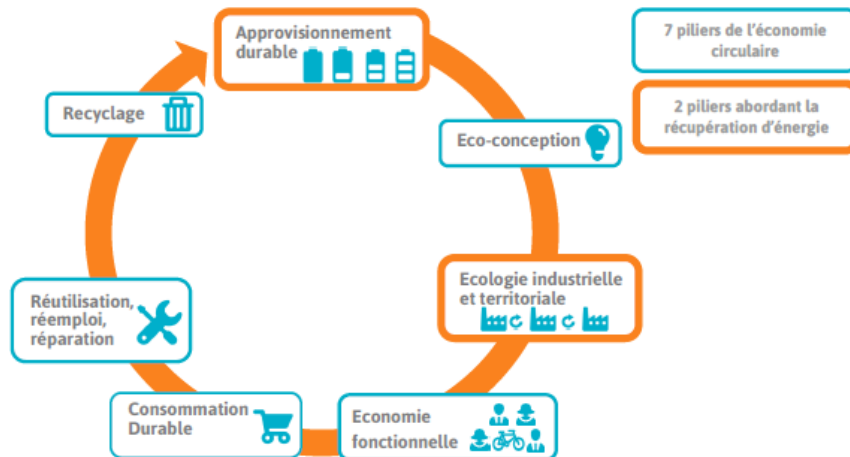 Approvisionnement
durable
7 piliers de l'économie
circulaire
2 piliers abordant la
récupération d'énergie
Recyclage
Eco-conception
Ecologie industrielle
et territoriale
Réutilisation,
réemploi,
réparation
Consommation
Durable
Economie
fonctionnelle